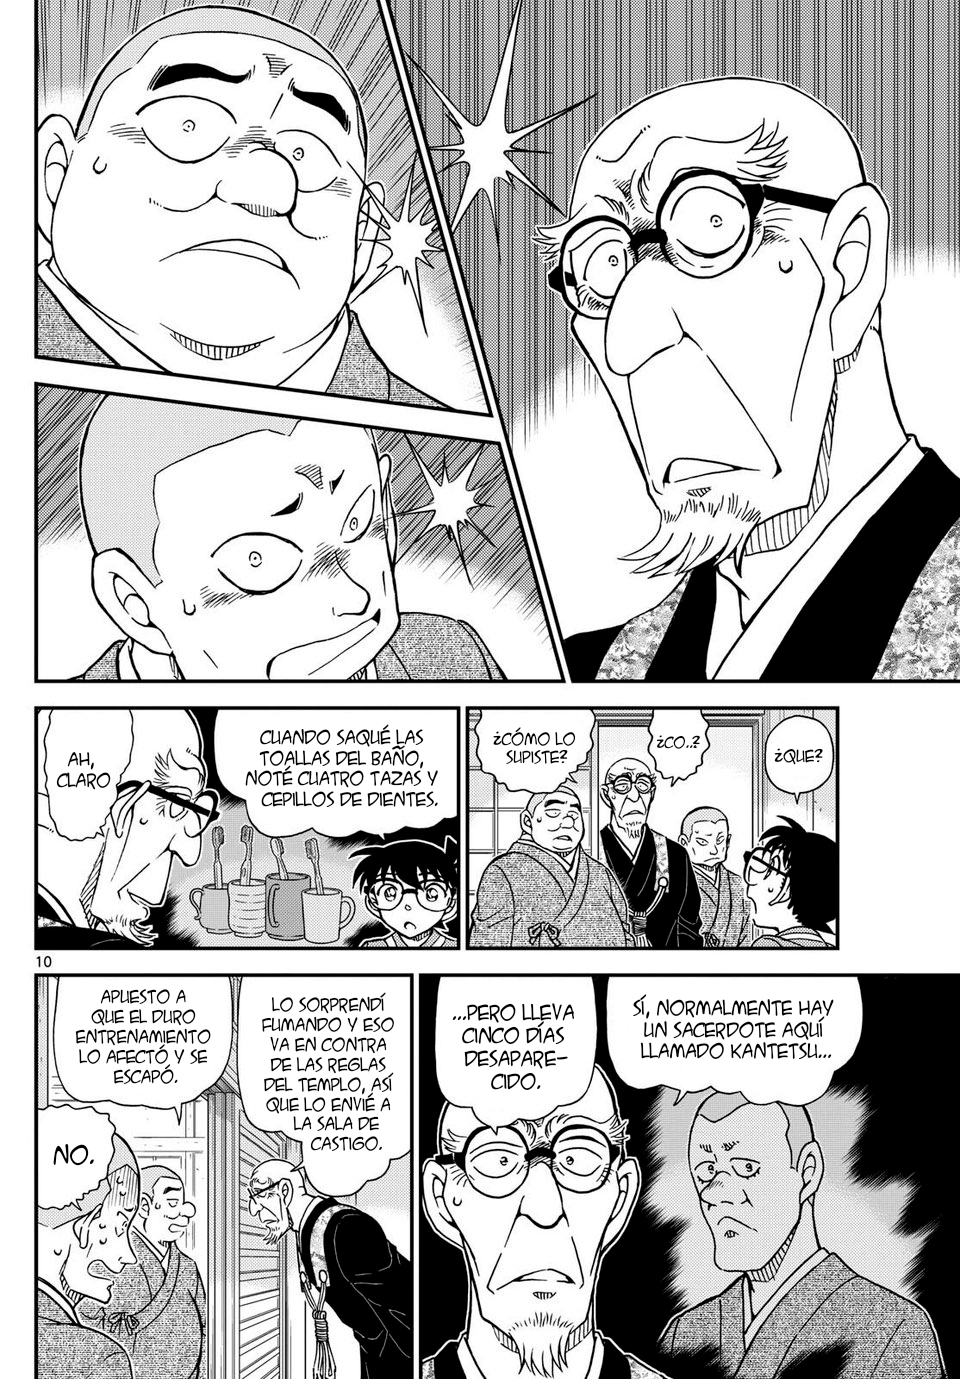 ¿QUE?
¿CO..?
¿CÓMO LO
SUPISTE?
CUANDO SAQUÉ LAS
TOALLAS DEL BAÑO,
NOTÉ CUATRO TAZAS Y
CEPILLOS DE DIENTES.
AH,
CLARO
10
SÍ, NORMALMENTE HAY
UN SACERDOTE AQUÍ
LLAMADO KANTETSU...
...PERO LLEVA
CINCO DÍAS
DESAPARE-
CIDO.
LO SORPRENDÍ
FUMANDO Y ESO
VA EN CONTRA
DE LAS REGLAS
DEL TEMPLO, ASÍ
QUE LO ENVIÉ A
LA SALA DE
CASTIGO.
APUESTO A
QUE EL DURO
ENTRENAMIENTO
LO AFECTÓ Y SE
ESCAPÓ.
NO.